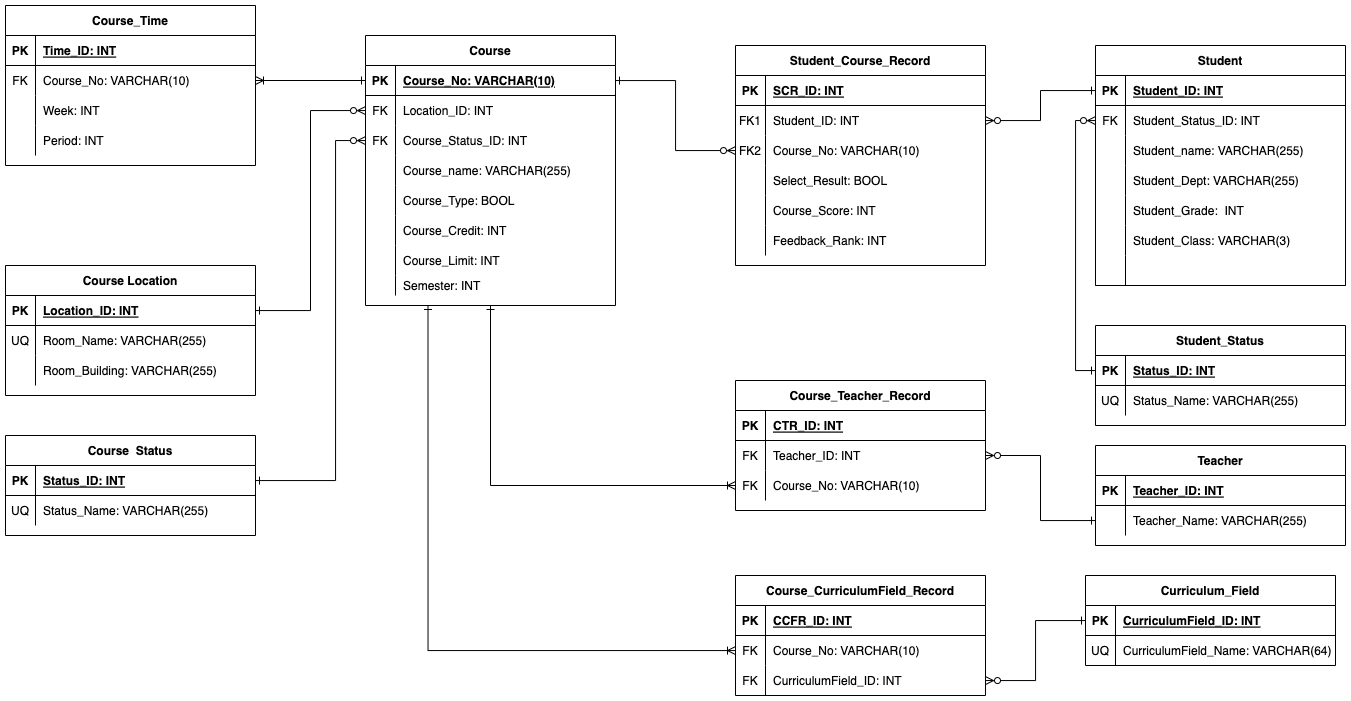 Course_Time
PK Time_ID: INT
FK Course_No: VARCHAR(10)
Week: INT
Period: INT
Course
PK Course_No: VARCHAR(10)
FK Location_ID: INT
FK Course_Status_ID: INT
Course_name: VARCHAR(255)
Course_Type: BOOL
Course_Credit: INT
Course_Limit: INT
Semester: INT
Student_Course_Record
PK SCR_ID: INT
FK1 Student_ID: INT
FK2 Course_No: VARCHAR(10)
Select_Result: BOOL
Course_Score: INT
Feedback_Rank: INT
Student
PK Student_ID: INT
FK Student_Status_ID: INT
Student_name: VARCHAR(255)
Student_Dept: VARCHAR(255)
Student_Grade: INT
Student_Class: VARCHAR(3)
Course Location
PK Location_ID: INT
UQ Room_Name: VARCHAR(255)
Room_Building: VARCHAR(255)
Student_Status
PK Status_ID: INT
UQ Status_Name: VARCHAR(255)
Course Status
PK Status_ID: INT
UQ Status_Name: VARCHAR(255)
Course_Teacher_Record
PK CTR_ID: INT
FK Teacher_ID: INT
FK Course_No: VARCHAR(10)
Teacher
PK Teacher_ID: INT
Teacher_Name: VARCHAR(255)
Course_CurriculumField_Record
PK CCFR_ID: INT
FK Course_No: VARCHAR(10)
FK CurriculumField_ID: INT
Curriculum_Field
PK CurriculumField_ID: INT
UQ CurriculumField_Name: VARCHAR(64)